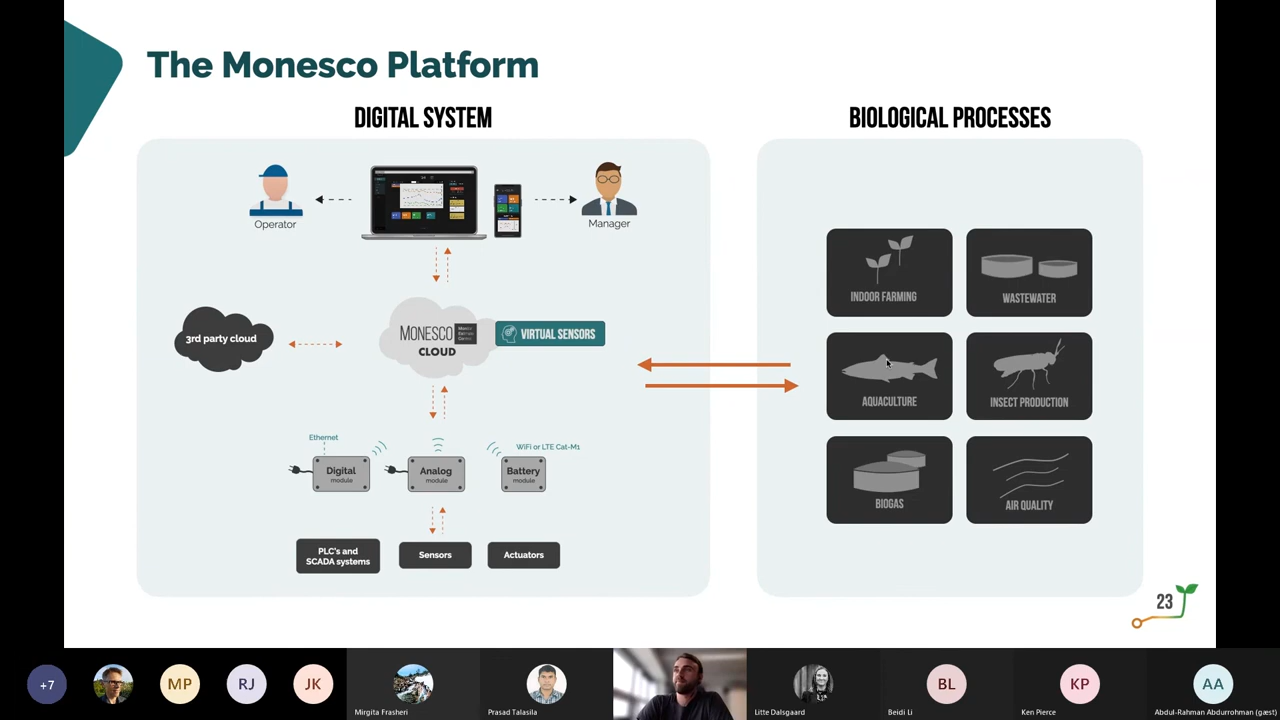 The Monesco Platform
DIGITAL SYSTEM
BIOLOGICAL PROCESSES
Operator
Manager
3rd party cloud
MONESCO
CLOUD
VIRTUAL SENSORS
Ethernet
WiFi or LTE Cat-M1
Digital
module
Analog
module
Battery
module
PLC's and
SCADA systems
Sensors
Actuators
INDOOR FARMING
WASTEWATER
AQUACULTURE
INSECT PRODUCTION
BIOGAS
AIR QUALITY
23
+7
MP
RJ
JK
Mirgita Frasheri
Prasad Talasila
Litte Dalsgaard
BL
Beidi Li
KP
Ken Pierce
AA
Abdul-Rahman Abdurrohman (gæst)